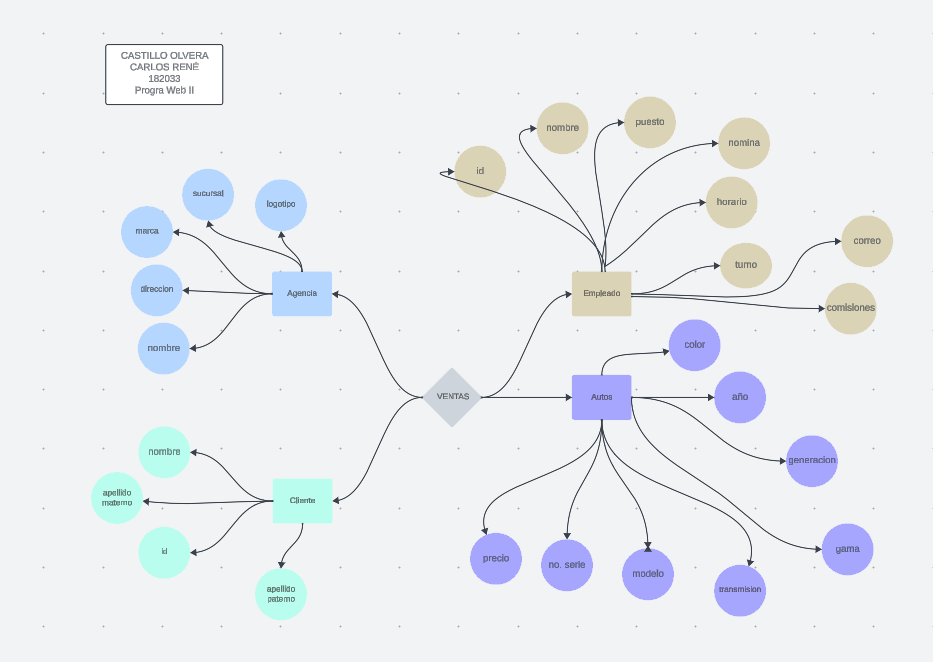 CASTILLO OLVERA
CARLOS RENÉ
182033
Progra Web II
puesto
nombre
nomina
id
sucursal
logotipo
horario
marca
correo
turno
direccion
Agencia
Empleado
comisiones
nombre
color
VENTAS
Autos
año
nombre
generacion
apellido
materno
Cliente
id
gama
precio
no. serie
modelo
transmision
apellido
paterno